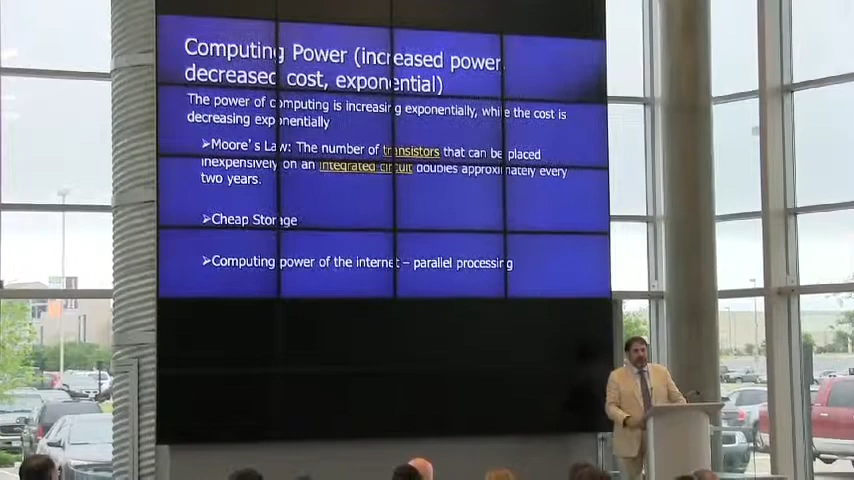 Computing Power (increased power,
decreased cost, exponential)
The power of computing is increasing exponentially, while the cost is
decreasing exponentially
➢Moore's Law: The number of transistors that can be placed
inexpensively on an integrated circuit doubles approximately every
two years.
➢Cheap Storage
➢Computing power of the internet – parallel processing